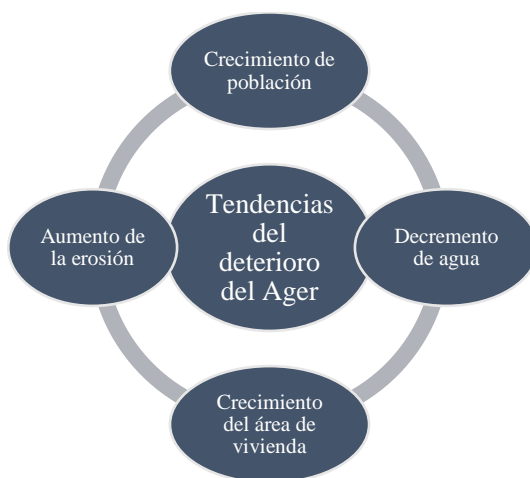 Crecimiento de
población
Tendencias
del
deterioro
del Ager
Aumento de
la erosión
Decremento
de agua
Crecimiento
del área de
vivienda